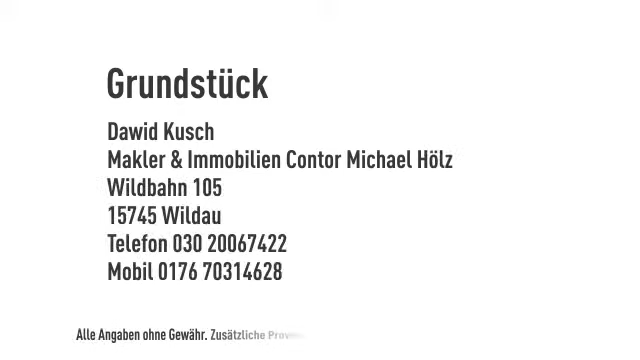 Grundstück
Dawid Kusch
Makler & Immobilien Contor Michael Hölz
Wildbahn 105
15745 Wildau
Telefon 030 20067422
Mobil 0176 70314628
Alle Angaben ohne Gewähr. Zusätzliche